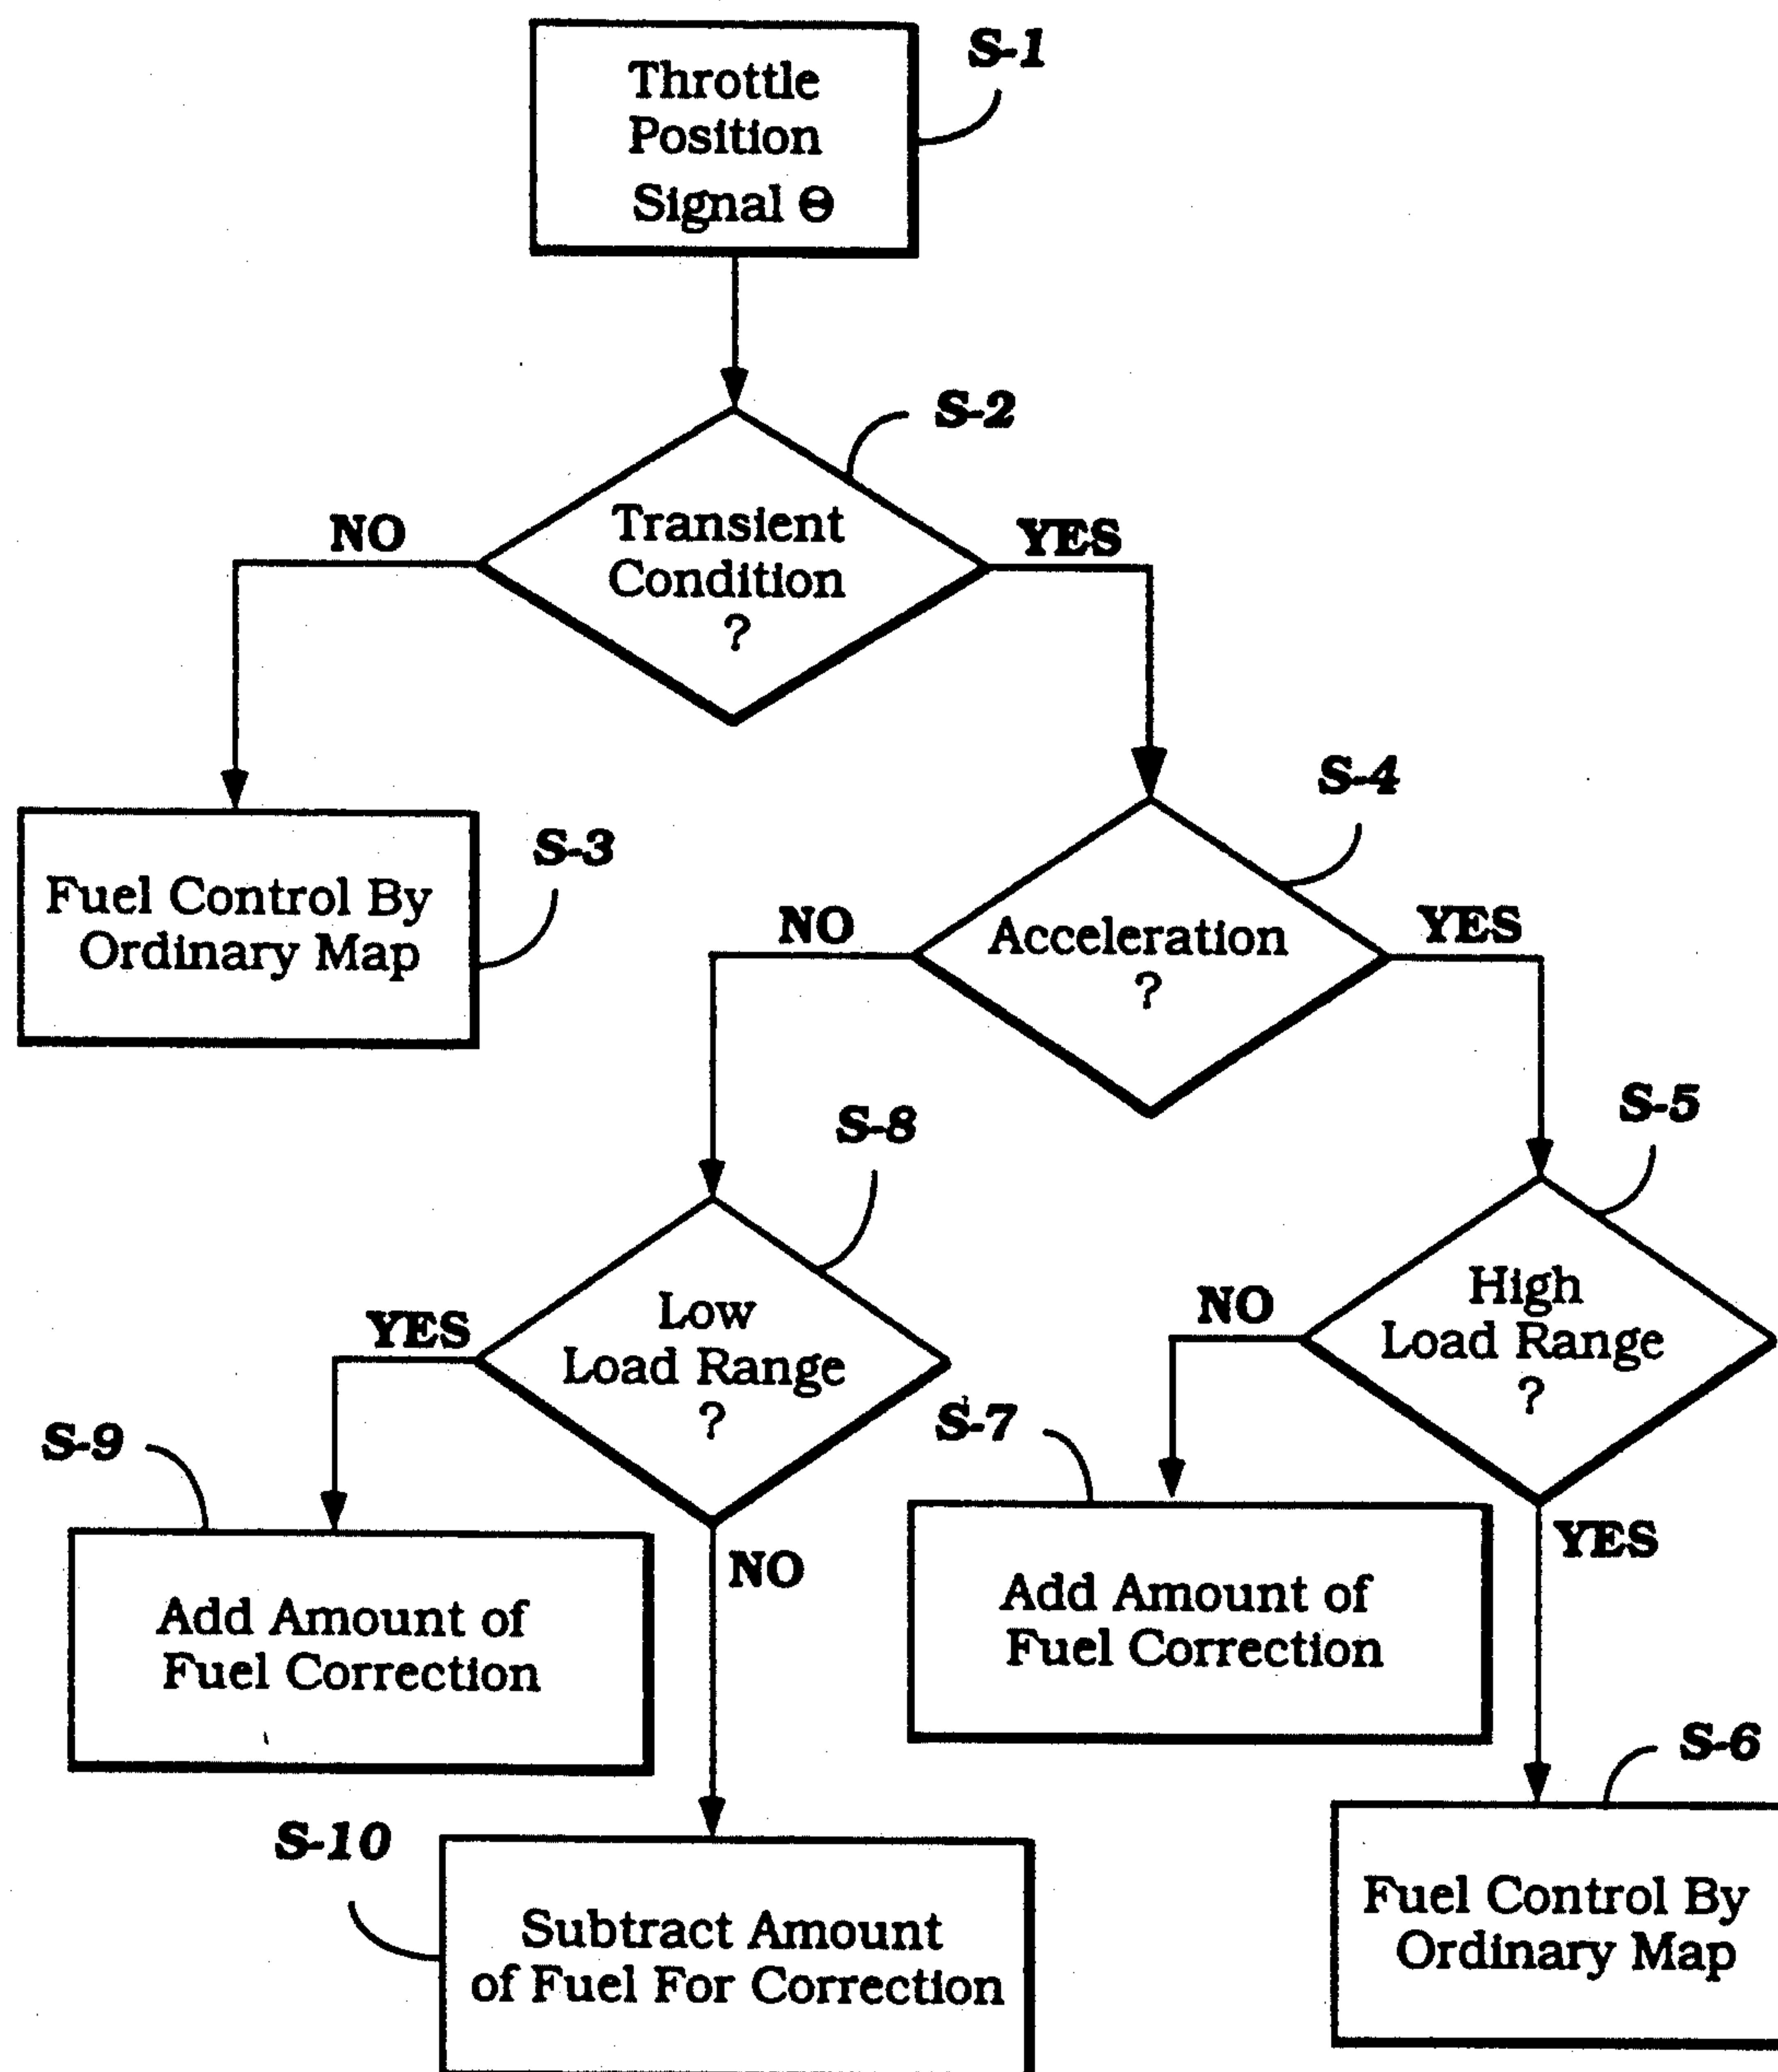 S-1
Throttle
Position
Signal Θ
S-2
Transient
Condition
?
NO
YES
S-3
Fuel Control By
Ordinary Map
S-4
Acceleration
?
NO
YES
S-8
Low
Load Range
?
YES
NO
S-5
High
Load Range
?
NO
YES
S-9
Add Amount of
Fuel Correction
S-7
Add Amount of
Fuel Correction
S-10
Subtract Amount
of Fuel For Correction
S-6
Fuel Control By
Ordinary Map